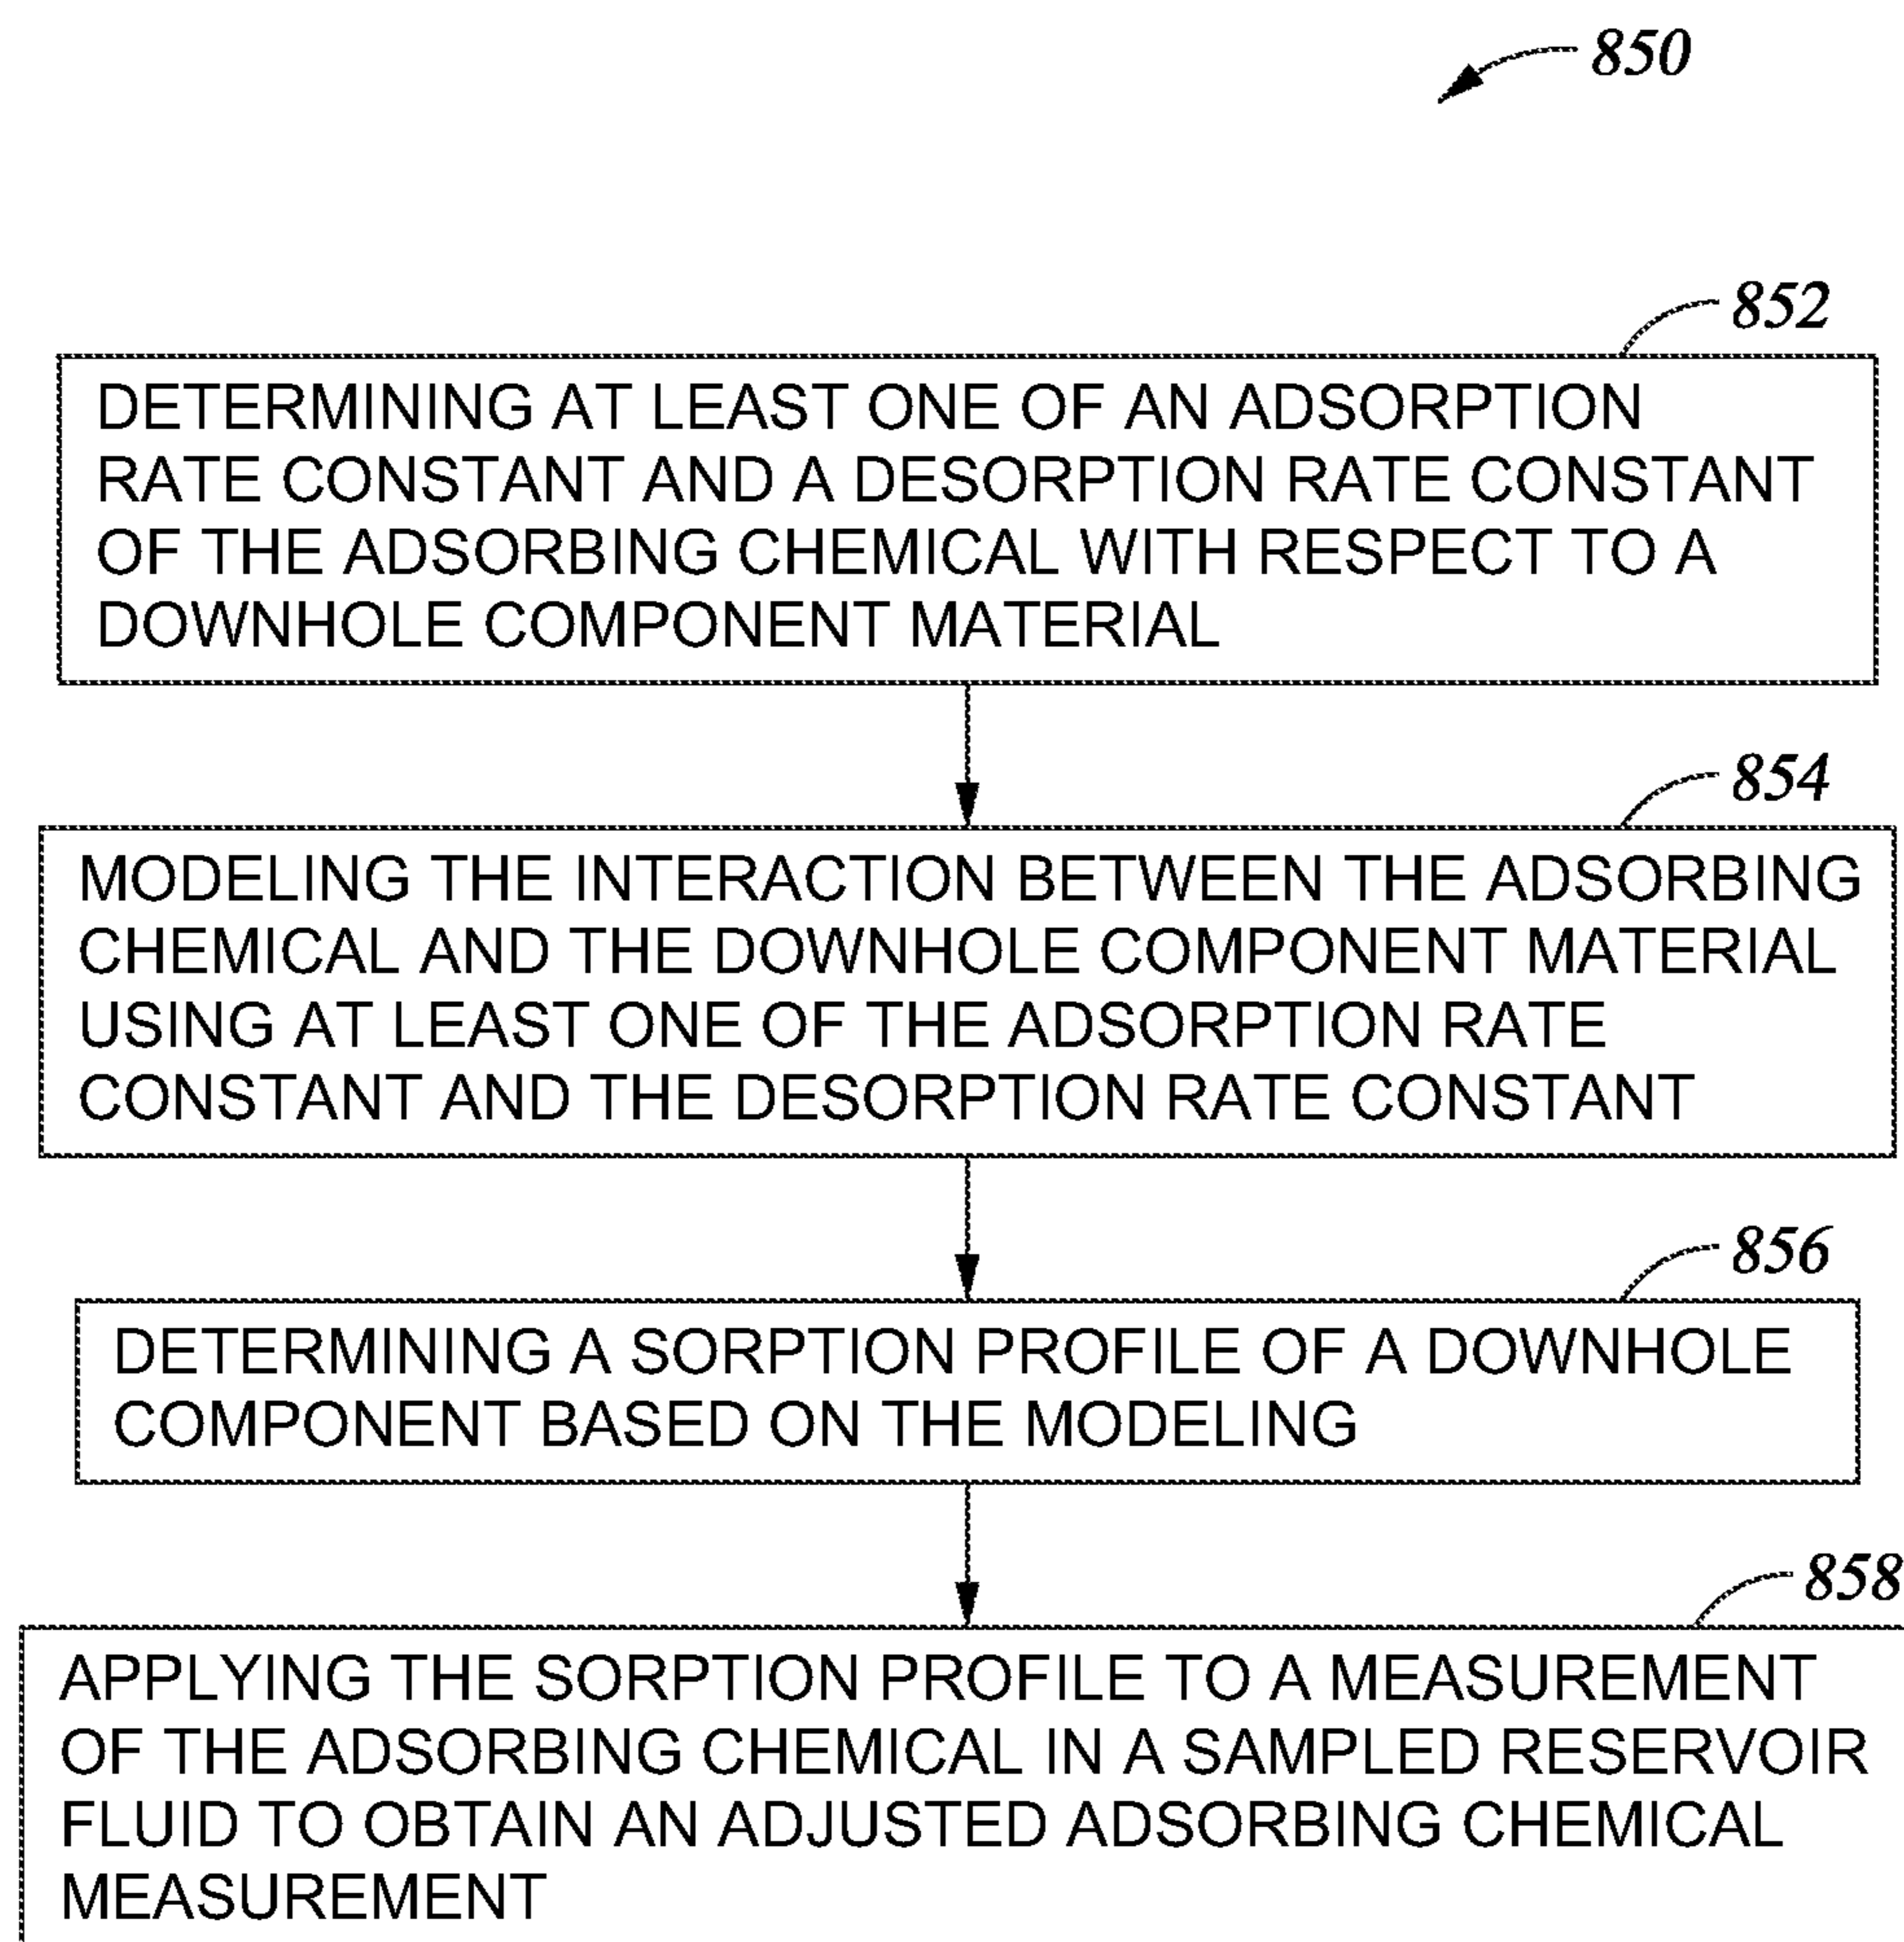 850
852
DETERMINING AT LEAST ONE OF AN ADSORPTION
RATE CONSTANT AND A DESORPTION RATE CONSTANT
OF THE ADSORBING CHEMICAL WITH RESPECT TO A
DOWNHOLE COMPONENT MATERIAL
854
MODELING THE INTERACTION BETWEEN THE ADSORBING
CHEMICAL AND THE DOWNHOLE COMPONENT MATERIAL
USING AT LEAST ONE OF THE ADSORPTION RATE
CONSTANT AND THE DESORPTION RATE CONSTANT
856
DETERMINING A SORPTION PROFILE OF A DOWNHOLE
COMPONENT BASED ON THE MODELING
858
APPLYING THE SORPTION PROFILE TO A MEASUREMENT
OF THE ADSORBING CHEMICAL IN A SAMPLED RESERVOIR
FLUID TO OBTAIN AN ADJUSTED ADSORBING CHEMICAL
MEASUREMENT